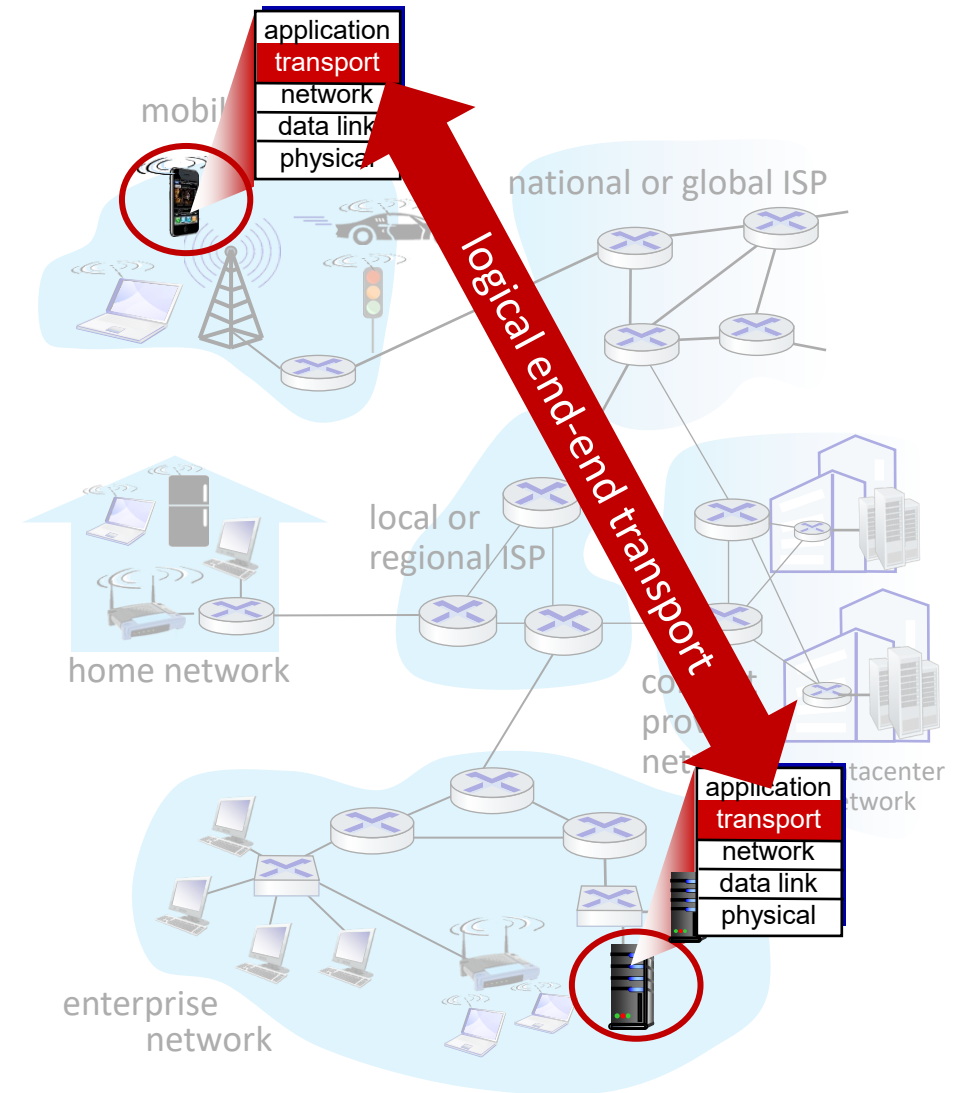 application
transport
network
data link
physical
national or global ISP
logical end-end transport
local or
regional ISP
home network
application
transport
network
data link
physical
enterprise
network